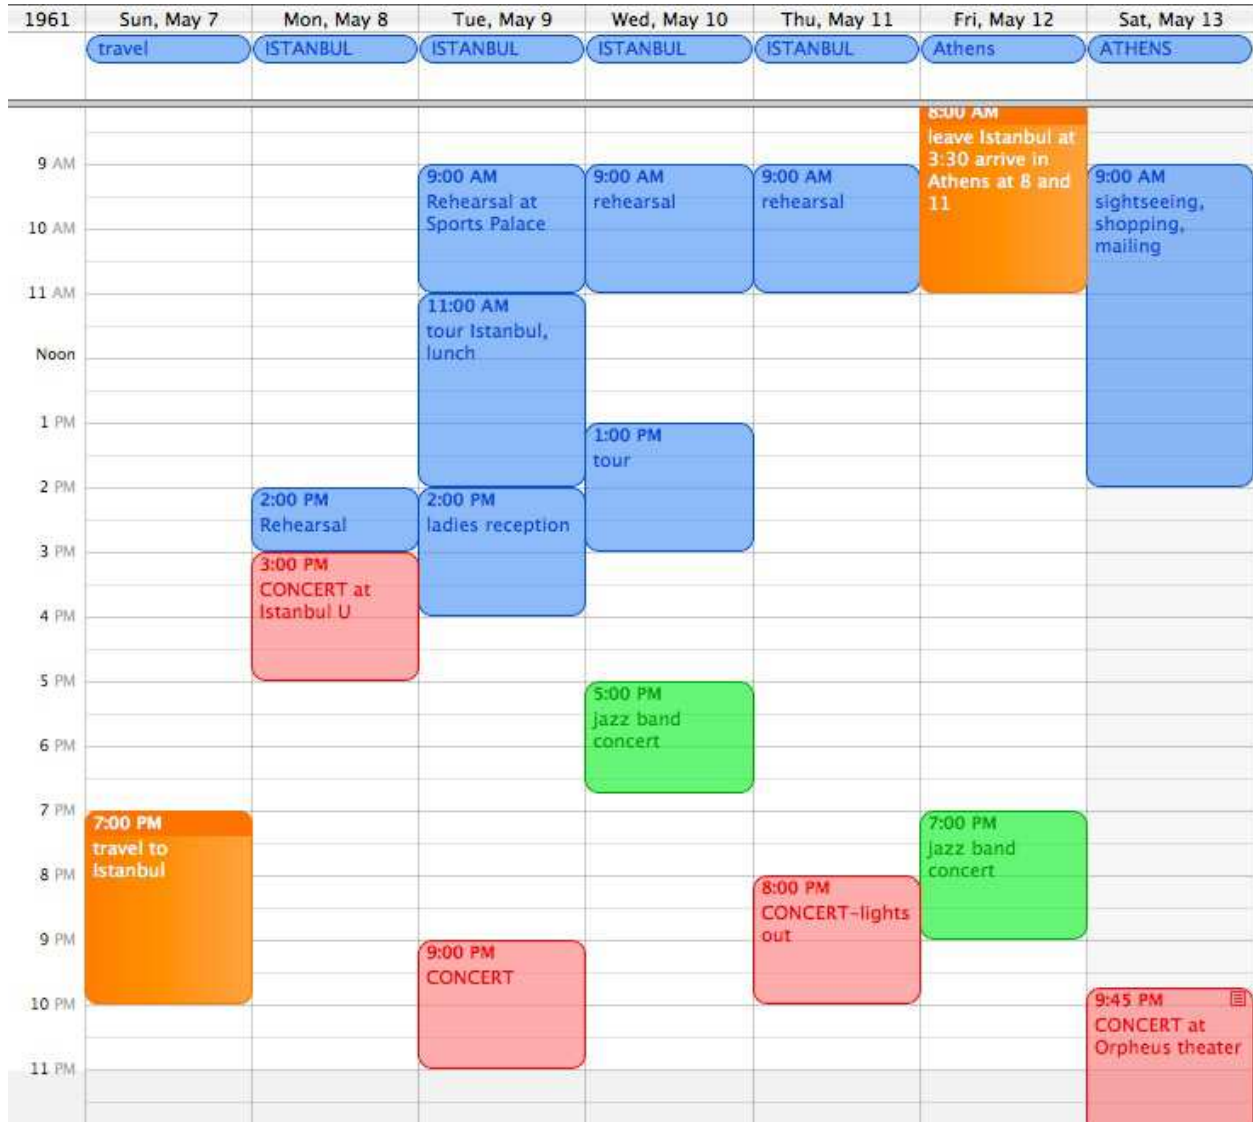 1961 Sun, May 7 Mon, May 8 Tue, May 9 Wed, May 10 Thu, May 11 Fri, May 12 Sat, May 13
travel ISTANBUL ISTANBUL ISTANBUL ISTANBUL Athens ATHENS
9 AM
10 AM
11 AM
Noon
1 PM
2 PM
3 PM
4 PM
5 PM
6 PM
7 PM
8 PM
9 PM
10 PM
11 PM
7:00 PM
travel to
Istanbul
2:00 PM
Rehearsal
3:00 PM
CONCERT at
Istanbul U
9:00 AM
Rehearsal at
Sports Palace
11:00 AM
tour Istanbul,
lunch
2:00 PM
ladies reception
9:00 PM
CONCERT
9:00 AM
rehearsal
1:00 PM
tour
5:00 PM
jazz band
concert
9:00 AM
rehearsal
8:00 PM
CONCERT-lights
out
8:00 AM
leave Istanbul at
3:30 arrive in
Athens at 8 and
11
7:00 PM
jazz band
concert
9:00 AM
sightseeing,
shopping,
mailing
9:45 PM
CONCERT at
Orpheus theater